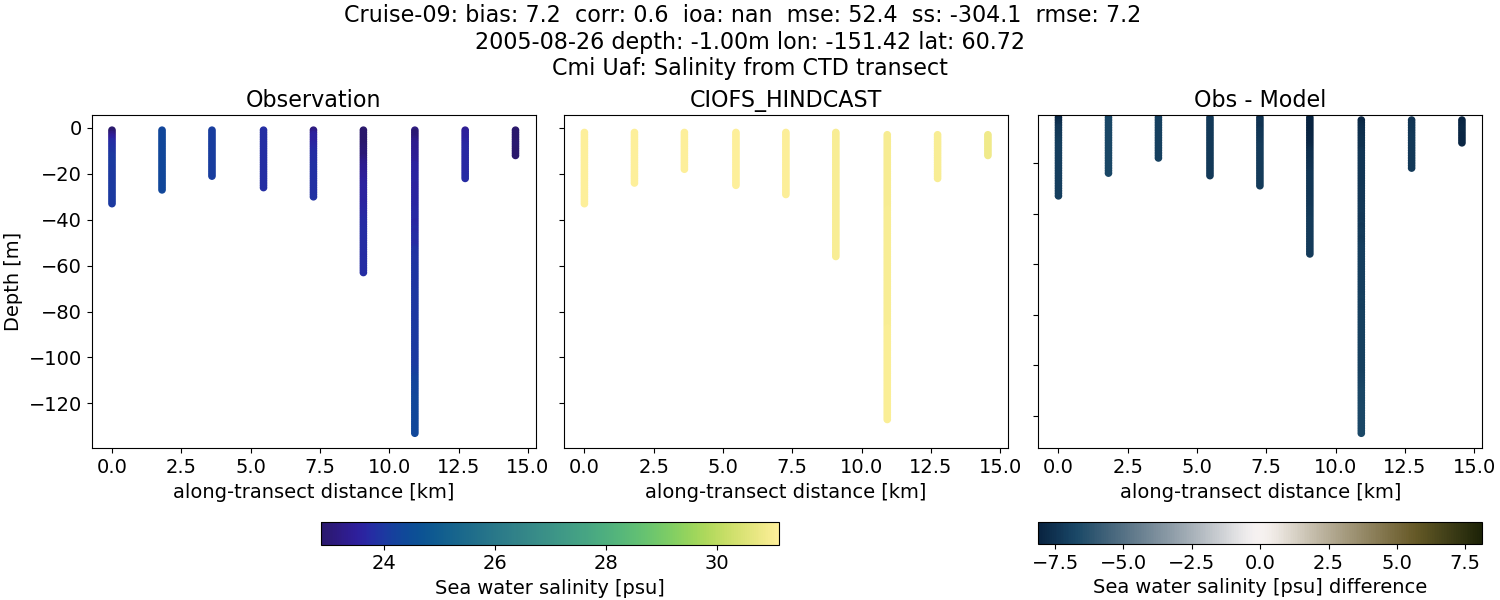 Cruise-09: bias: 7.2  corr: 0.6  ioa: nan  mse: 52.4  ss: -304.1  rmse: 7.2
2005-08-26 depth: -1.00m lon: -151.42 lat: 60.72
Cmi Uaf: Salinity from CTD transect
Observation
CIOFS_HINDCAST
Obs - Model
Depth [m]
0
−20
−40
−60
−80
−100
−120
0.0 2.5 5.0 7.5 10.0 12.5 15.0
0.0 2.5 5.0 7.5 10.0 12.5 15.0
0.0 2.5 5.0 7.5 10.0 12.5 15.0
along-transect distance [km]
along-transect distance [km]
along-transect distance [km]
24 26 28 30
Sea water salinity [psu]
−7.5 −5.0 −2.5 0.0 2.5 5.0 7.5
Sea water salinity [psu] difference